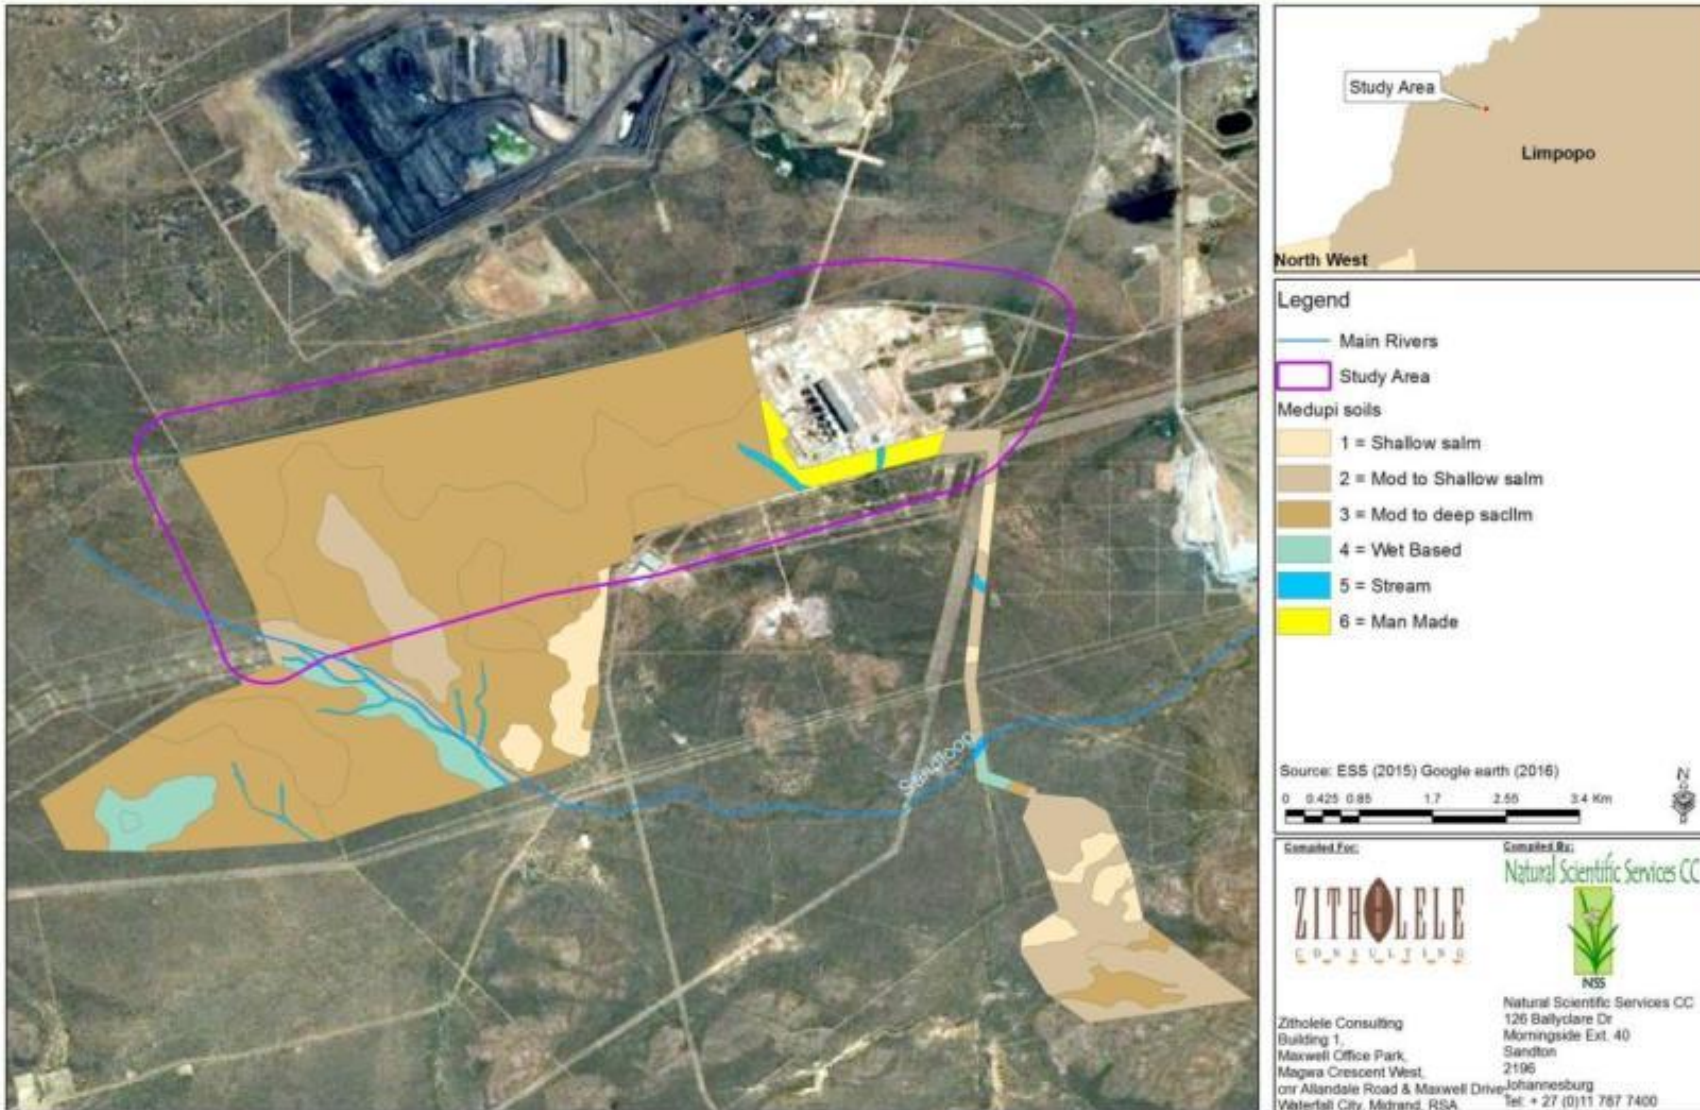 Study Area
Limpopo
North West
Legend
Main Rivers
Study Area
Medupi soils
1 = Shallow salm
2 = Mod to Shallow salm
3 = Mod to deep sacllm
4 = Wet Based
5 = Stream
6 = Man Made
Sandloop
Source: ESS (2015) Google earth (2016)
0 0.425 0.85 1.7 2.55 3.4 Km
N
Compiled For:
ZITHOLELE
CONSULTING
Zitholele Consulting
Building 1,
Maxwell Office Park,
Magwa Crescent West,
cnr Allandale Road & Maxwell Drive
Waterfall City, Midrand, RSA
Compiled By:
Natural Scientific Services CC
NSS
Natural Scientific Services CC
126 Ballyclare Dr
Morningside Ext. 40
Sandton
2196
Johannesburg
Tel: + 27 (0)11 787 7400